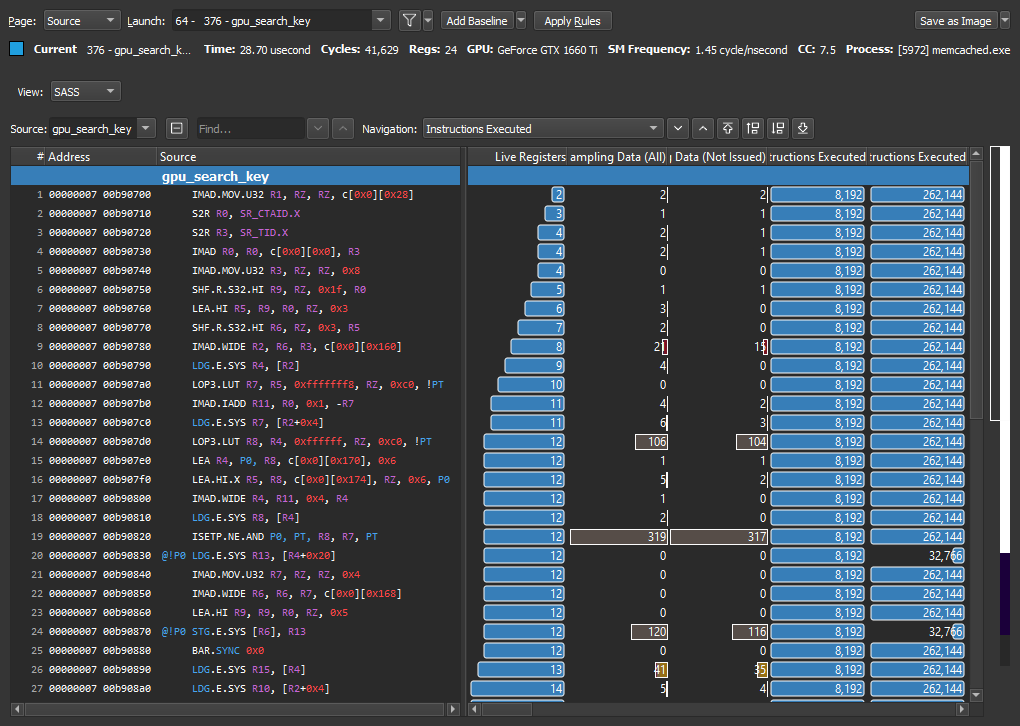 Page: Source Launch: 64 - 376 - gpu_search_key Add Baseline Apply Rules Save as Image
Current 376 - gpu_search_k... Time: 28.70 usecond Cycles: 41,629 Regs: 24 GPU: GeForce GTX 1660 Ti SM Frequency: 1.45 cycle/nsecond CC: 7.5 Process: [5972] memcached.exe
View: SASS
Source: gpu_search_key Find... Navigation: Instructions Executed
# Address Source Live Registers ampling Data (All) Data (Not Issued) tructions Executed tructions Executed
gpu_search_key
1 00000007 00b90700 IMAD.MOV.U32 R1, RZ, RZ, c[0x0][0x28] 2 2 2 8,192 262,144
2 00000007 00b90710 S2R R0, SR_CTAID.X 3 1 1 8,192 262,144
3 00000007 00b90720 S2R R3, SR_TID.X 4 2 1 8,192 262,144
4 00000007 00b90730 IMAD R0, R0, c[0x0][0x0], R3 4 2 1 8,192 262,144
5 00000007 00b90740 IMAD.MOV.U32 R3, RZ, RZ, 0x8 4 0 0 8,192 262,144
6 00000007 00b90750 SHF.R.S32.HI R9, RZ, 0x1f, R0 5 1 1 8,192 262,144
7 00000007 00b90760 LEA.HI R5, R9, R0, RZ, 0x3 6 3 0 8,192 262,144
8 00000007 00b90770 SHF.R.S32.HI R6, RZ, 0x3, R5 7 2 0 8,192 262,144
9 00000007 00b90780 IMAD.WIDE R2, R6, R3, c[0x0][0x160] 8 21 15 8,192 262,144
10 00000007 00b90790 LDG.E.SYS R4, [R2] 9 4 0 8,192 262,144
11 00000007 00b907a0 LOP3.LUT R7, R5, 0xfffffff8, RZ, 0xc0, !PT 10 0 0 8,192 262,144
12 00000007 00b907b0 IMAD.IADD R11, R0, 0x1, -R7 11 4 2 8,192 262,144
13 00000007 00b907c0 LDG.E.SYS R7, [R2+0x4] 11 6 3 8,192 262,144
14 00000007 00b907d0 LOP3.LUT R8, R4, 0xffffff, RZ, 0xc0, !PT 12 106 104 8,192 262,144
15 00000007 00b907e0 LEA R4, P0, R8, c[0x0][0x170], 0x6 12 1 1 8,192 262,144
16 00000007 00b907f0 LEA.HI.X R5, R8, c[0x0][0x174], RZ, 0x6, P0 12 5 2 8,192 262,144
17 00000007 00b90800 IMAD.WIDE R4, R11, 0x4, R4 12 1 0 8,192 262,144
18 00000007 00b90810 LDG.E.SYS R8, [R4] 12 2 0 8,192 262,144
19 00000007 00b90820 ISETP.NE.AND P0, PT, R8, R7, PT 12 319 317 8,192 262,144
20 00000007 00b90830 @!P0 LDG.E.SYS R13, [R4+0x20] 12 0 0 8,192 32,766
21 00000007 00b90840 IMAD.MOV.U32 R7, RZ, RZ, 0x4 12 0 0 8,192 262,144
22 00000007 00b90850 IMAD.WIDE R6, R6, R7, c[0x0][0x168] 12 0 0 8,192 262,144
23 00000007 00b90860 LEA.HI R9, R9, R0, RZ, 0x5 12 0 0 8,192 262,144
24 00000007 00b90870 @!P0 STG.E.SYS [R6], R13 12 120 116 8,192 32,766
25 00000007 00b90880 BAR.SYNC 0x0 12 0 0 8,192 262,144
26 00000007 00b90890 LDG.E.SYS R15, [R4] 13 41 35 8,192 262,144
27 00000007 00b908a0 LDG.E.SYS R10, [R2+0x4] 14 5 4 8,192 262,144